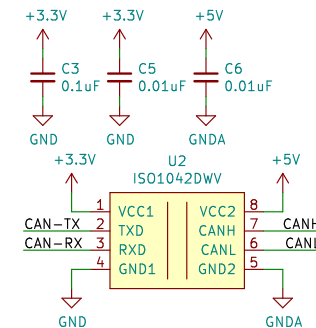 +3.3V +3.3V +5V
C3 C5 C6
0.1uF 0.01uF 0.01uF
GND GND GNDA
+3.3V U2 +5V
ISO1042DWV
1 VCC1 VCC2 8
CAN-TX 2 TXD CANH 7 CANH
CAN-RX 3 RXD CANL 6 CANL
4 GND1 GND2 5
GND GNDA